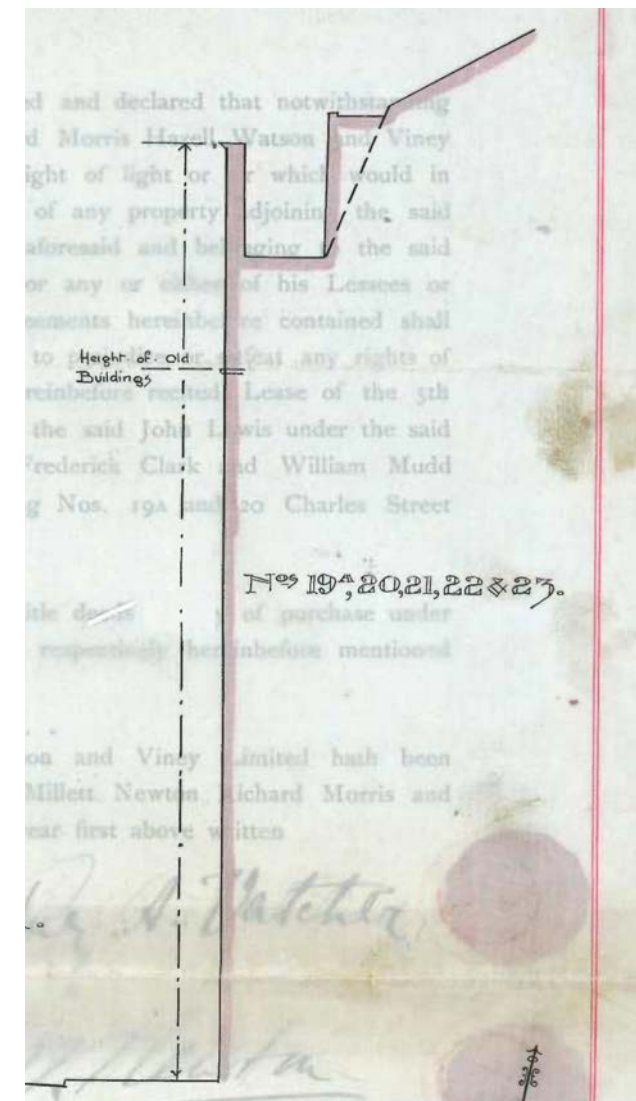 ed and declared that notwithstanding
d Morris Hazell Watson and Viney
ight of light or which would in
of any property adjoining the said
aforesaid and belonging to the said
or any or either of his Lessees or
eements hereinbefore contained shall
to or defeat any rights of
Height of Old
Buildings
reinbefore recited Lease of the 5th
the said John Lewis under the said
Frederick Clark and William Mudd
g Nos. 19A and 20 Charles Street
Nos 19A, 20, 21, 22 & 23.
itle deeds of purchase under
respectively hereinbefore mentioned
on and Viney Limited hath been
Millett Newton Richard Morris and
ear first above written
A. Vatcher
Newton